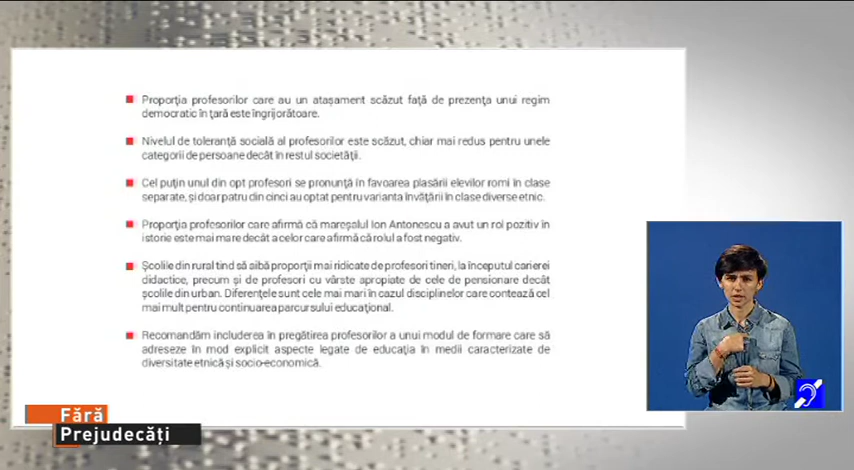 Proporția profesorilor care au un atașament scăzut față de prezența unui regim
democratic în țară este îngrijorătoare.
Nivelul de toleranță socială al profesorilor este scăzut, chiar mai redus pentru unele
categorii de persoane decât în restul societății.
Cel puțin unul din opt profesori se pronunță în favoarea plasării elevilor romi în clase
separate, și doar patru din cinci au optat pentru varianta învățării în clase diverse etnic.
Proporția profesorilor care afirmă că mareșalul Ion Antonescu a avut un rol pozitiv în
istorie este mai mare decât a celor care afirmă că rolul a fost negativ.
Școlile din rural tind să aibă proporții mai ridicate de profesori tineri, la începutul carierei
didactice, precum și de profesori cu vârste apropiate de cele de pensionare decât
școlile din urban. Diferențele sunt cele mai mari în cazul disciplinelor care contează cel
mai mult pentru continuarea parcursului educațional.
Recomandăm includerea în pregătirea profesorilor a unui modul de formare care să
adreseze în mod explicit aspecte legate de educația în medii caracterizate de
diversitate etnică și socio-economică.
Fără
Prejudecăți